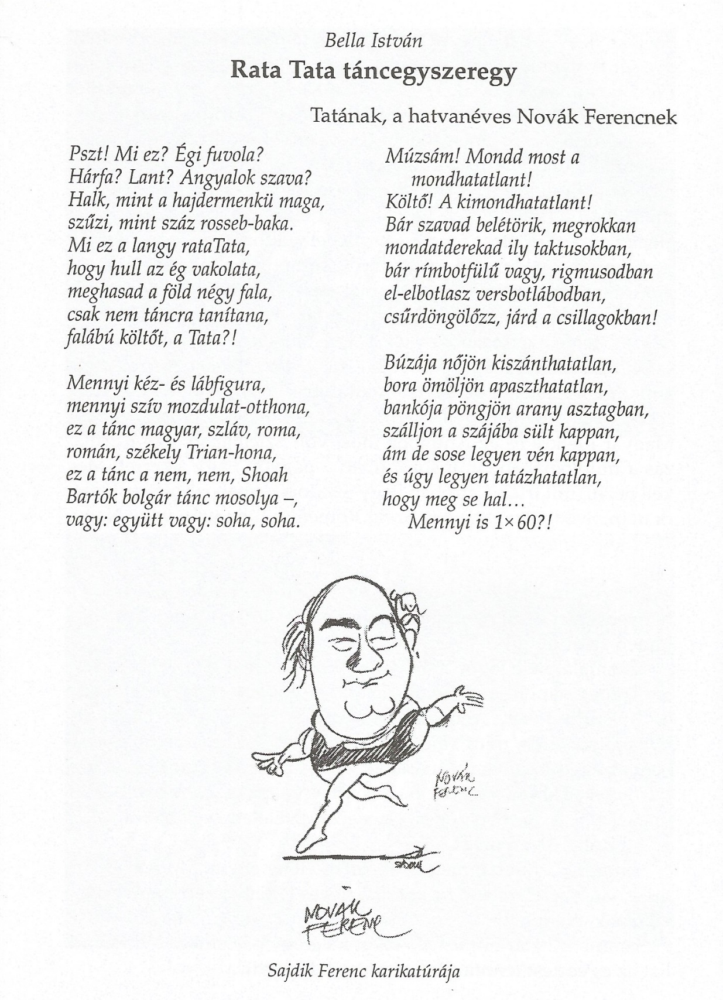 Bella István
Rata Tata táncegyszeregy
Tatának, a hatvanéves Novák Ferencnek
Pszt! Mi ez? Égi fuvola?
Hárfa? Lant? Angyalok szava?
Halk, mint a hajdermenkü maga,
szűzi, mint száz rosseb-baka.
Mi ez a langy rataTata,
hogy hull az ég vakolata,
meghasad a föld négy fala,
csak nem táncra tanítana,
falábú költőt, a Tata?!
Mennyi kéz- és lábfigura,
mennyi szív mozdulat-otthona,
ez a tánc magyar, szláv, roma,
román, székely Trian-hona,
ez a tánc a nem, nem, Shoah
Bartók bolgár tánc mosolya –,
vagy: együtt vagy: soha, soha.
Múzsám! Mondd most a
mondhatatlant!
Költő! A kimondhatatlant!
Bár szavad belétörik, megrokkan
mondatderekad ily taktusokban,
bár rímbotfülű vagy, rigmusodban
el-elbotlasz versbotlábodban,
csűrdöngölőzz, járd a csillagokban!
Búzája nőjön kiszánthatatlan,
bora ömöljön apaszthatatlan,
bankója pöngjön arany asztagban,
szálljon a szájába sült kappan,
ám de sose legyen vén kappan,
és úgy legyen tatázhatatlan,
hogy meg se hal...
Mennyi is 1×60?!
NOVÁK
FERENC
NOVÁK
FERENC
Sajdik Ferenc karikatúrája